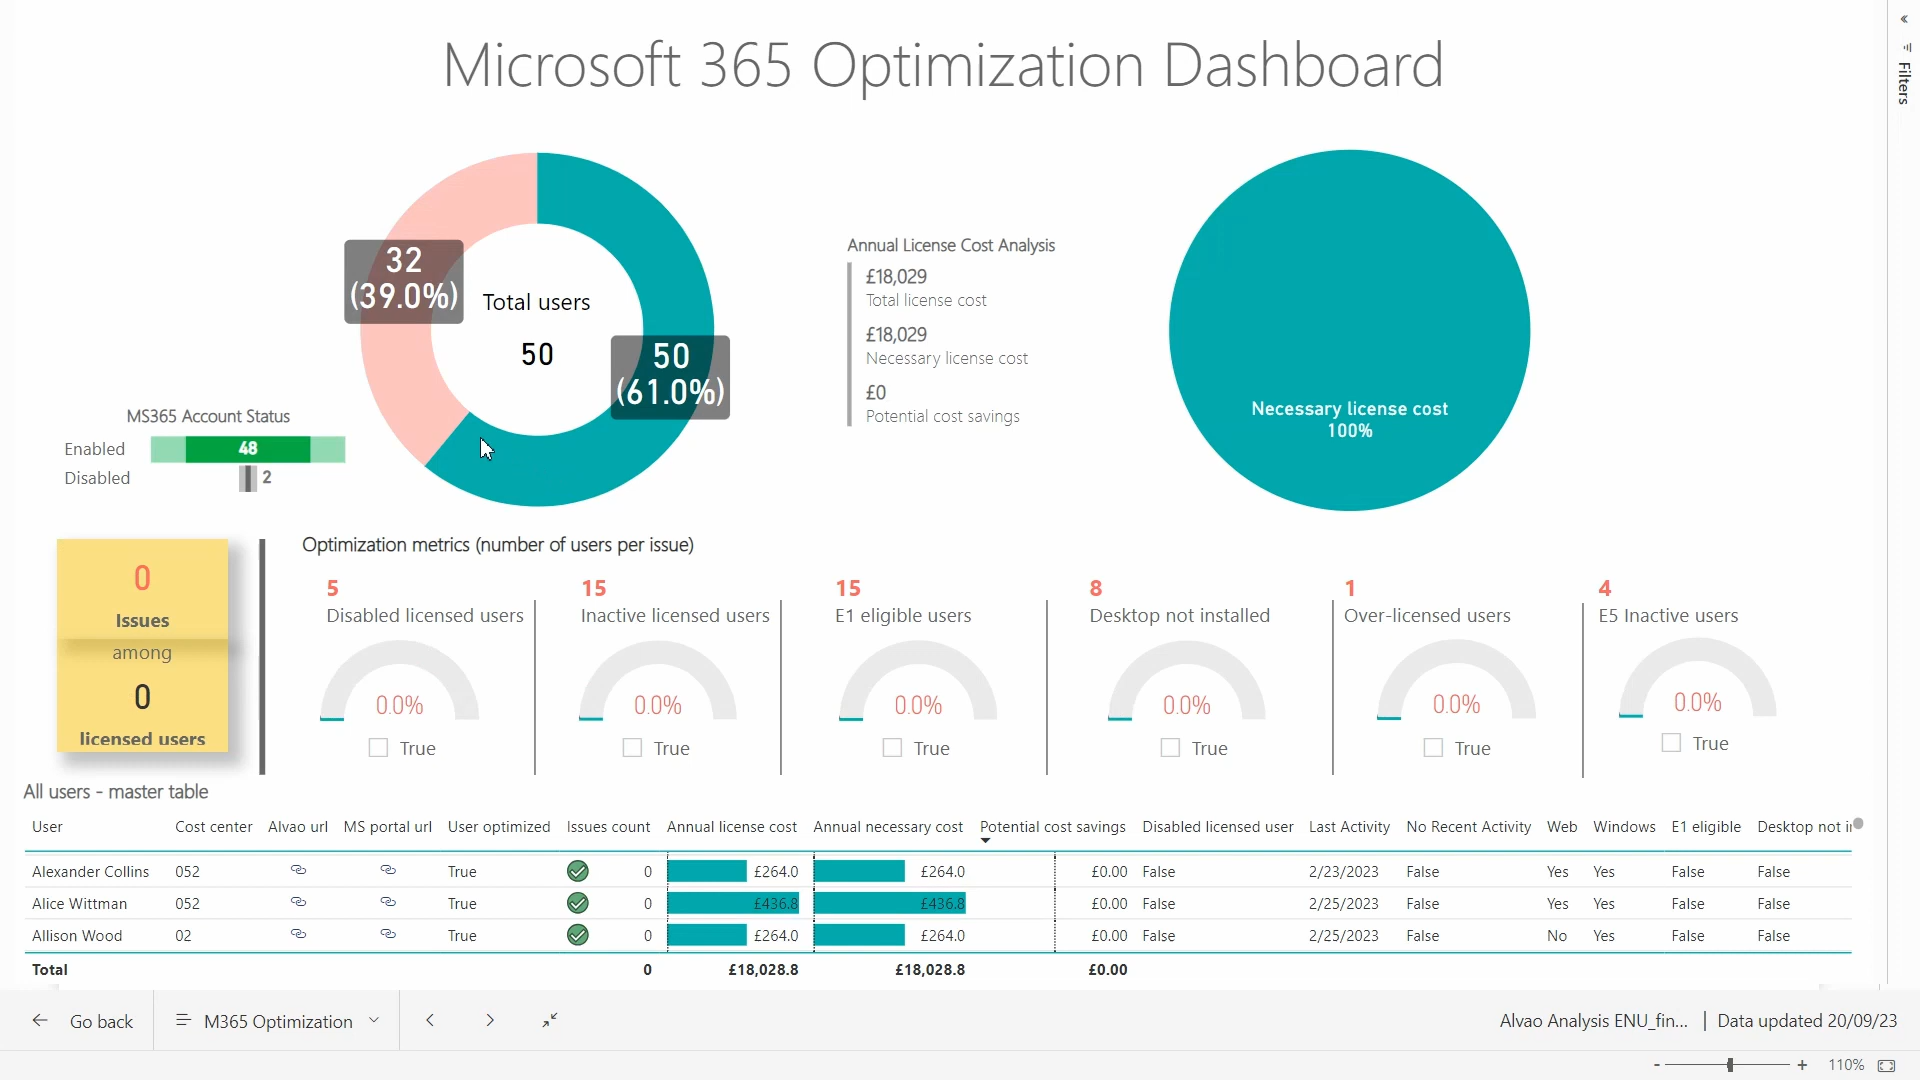 Microsoft 365 Optimization Dashboard
Filters
32
(39.0%)
Total users
50
50
(61.0%)
Annual License Cost Analysis
£18,029
Total license cost
£18,029
Necessary license cost
£0
Potential cost savings
Necessary license cost
100%
MS365 Account Status
Enabled 48
Disabled 2
0
Issues
among
0
licensed users
Optimization metrics (number of users per issue)
5
Disabled licensed users
0.0%
True
15
Inactive licensed users
0.0%
True
15
E1 eligible users
0.0%
True
8
Desktop not installed
0.0%
True
1
Over-licensed users
0.0%
True
4
E5 Inactive users
0.0%
True
All users - master table
User Cost center Alvao url MS portal url User optimized Issues count Annual license cost Annual necessary cost Potential cost savings Disabled licensed user Last Activity No Recent Activity Web Windows E1 eligible Desktop not
Alexander Collins 052 True 0 £264.0 £264.0 £0.00 False 2/23/2023 False Yes Yes False False
Alice Wittman 052 True 0 £436.8 £436.8 £0.00 False 2/25/2023 False Yes Yes False False
Allison Wood 02 True 0 £264.0 £264.0 £0.00 False 2/25/2023 False No Yes False False
Total 0 £18,028.8 £18,028.8 £0.00
Go back M365 Optimization Alvao Analysis ENU_fin... | Data updated 20/09/23
- + 110%